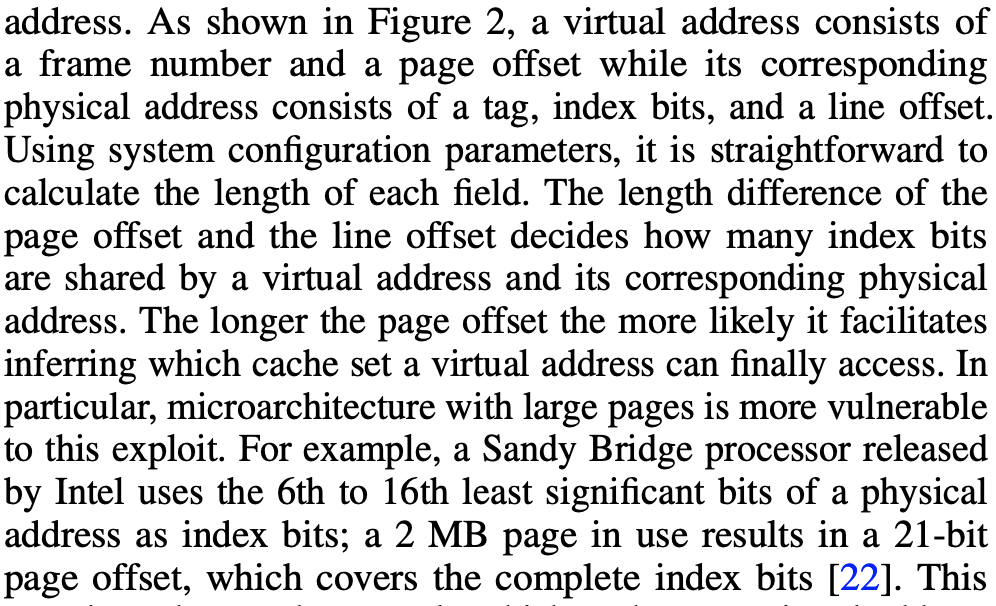 address. As shown in Figure 2, a virtual address consists of
a frame number and a page offset while its corresponding
physical address consists of a tag, index bits, and a line offset.
Using system configuration parameters, it is straightforward to
calculate the length of each field. The length difference of the
page offset and the line offset decides how many index bits
are shared by a virtual address and its corresponding physical
address. The longer the page offset the more likely it facilitates
inferring which cache set a virtual address can finally access. In
particular, microarchitecture with large pages is more vulnerable
to this exploit. For example, a Sandy Bridge processor released
by Intel uses the 6th to 16th least significant bits of a physical
address as index bits; a 2 MB page in use results in a 21-bit
page offset, which covers the complete index bits [22]. This